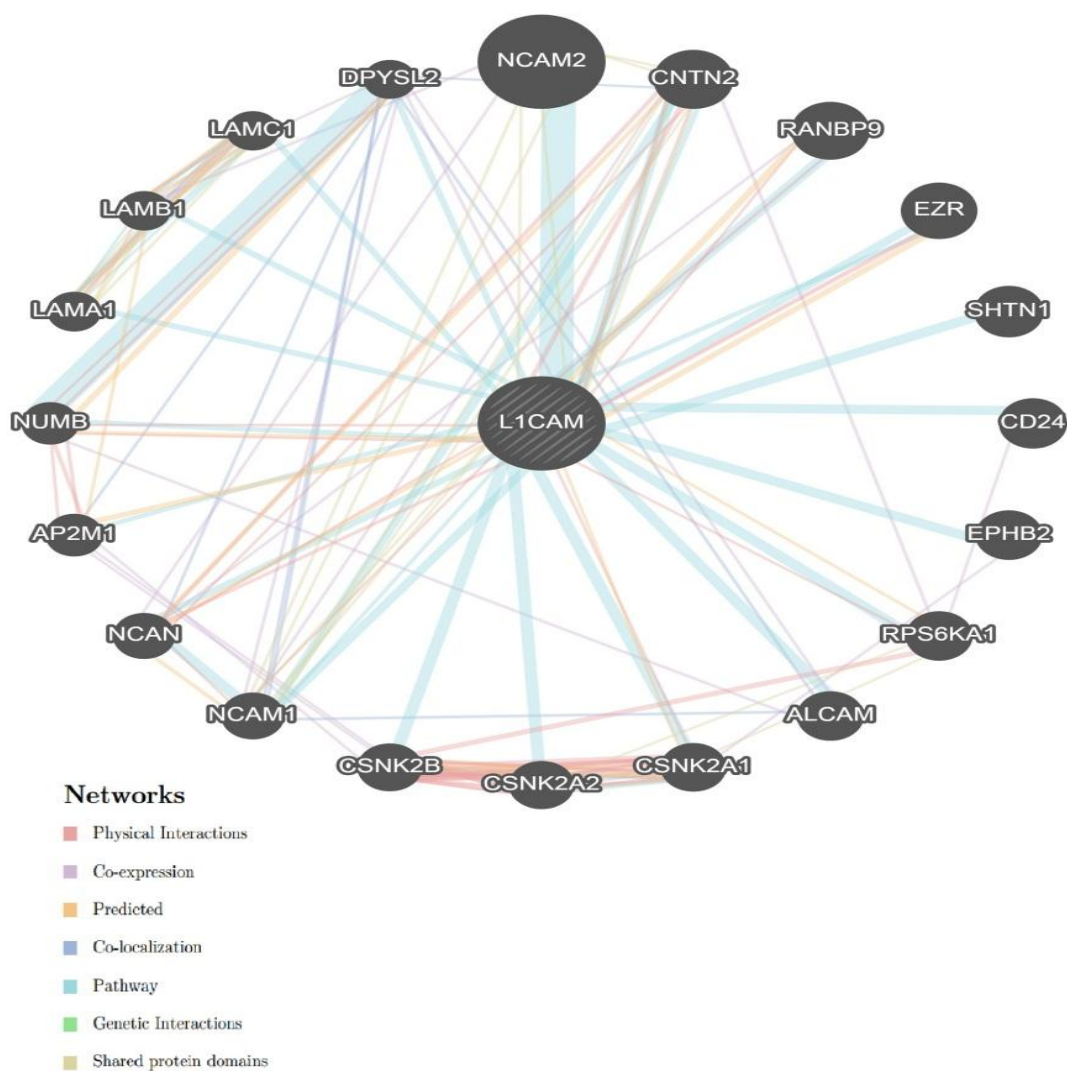 NCAM2
DPYSL2
CNTN2
LAMC1
RANBP9
LAMB1
EZR
LAMA1
SHTN1
NUMB
L1CAM
CD24
AP2M1
EPHB2
NCAN
RPS6KA1
NCAM1
ALCAM
CSNK2B
CSNK2A2
CSNK2A1
Networks
Physical Interactions
Co-expression
Predicted
Co-localization
Pathway
Genetic Interactions
Shared protein domains